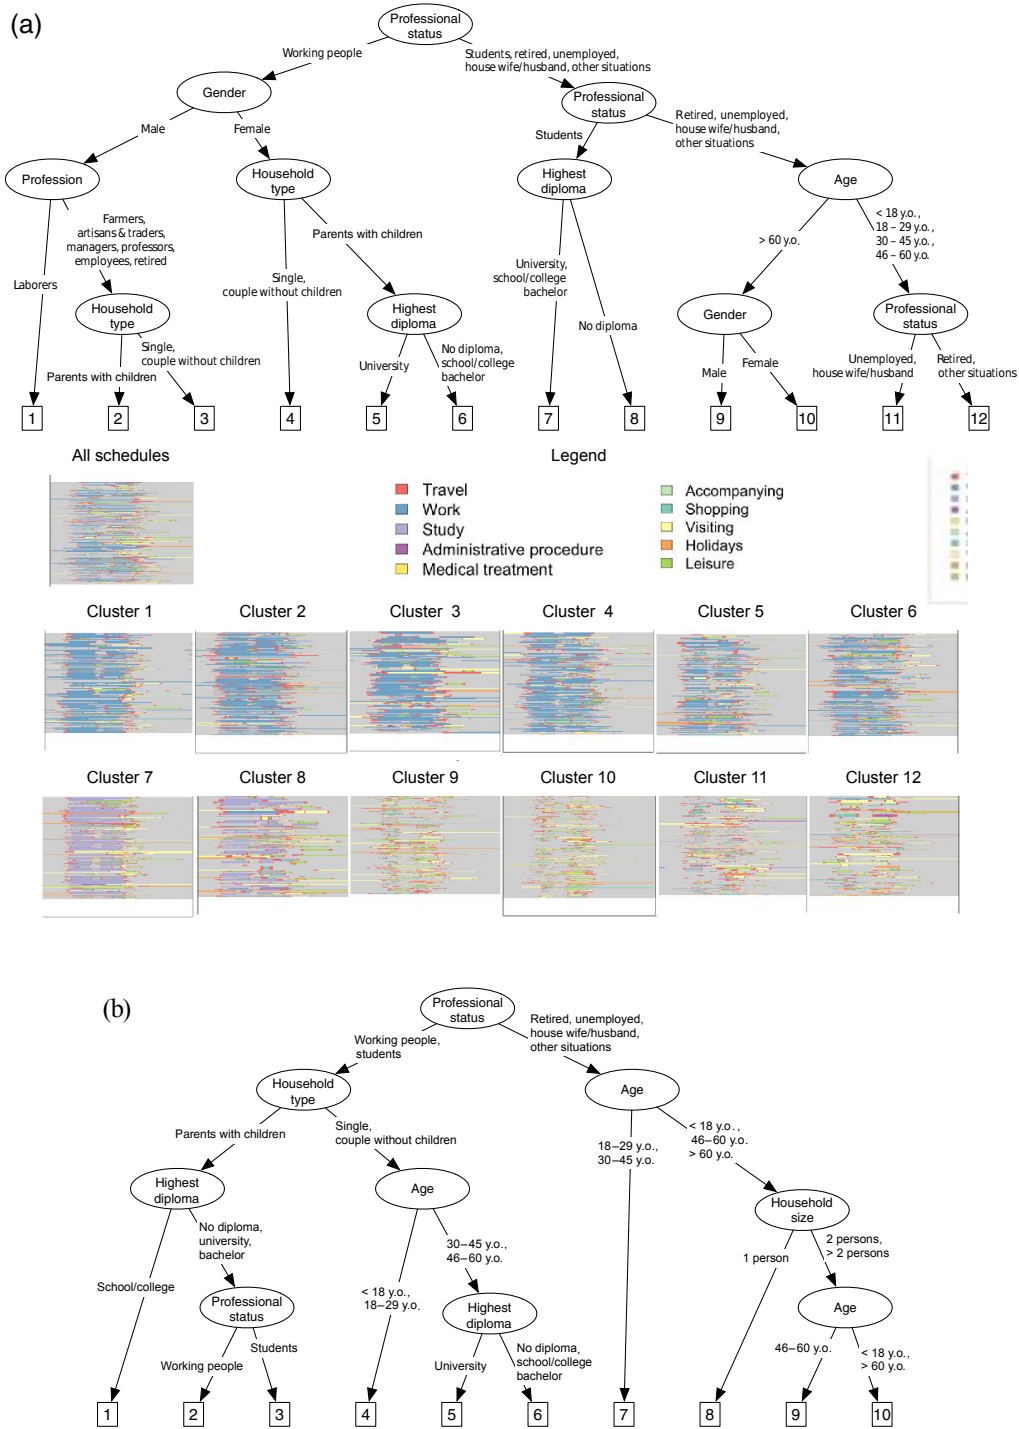 (a)
Professional
status
Working people
Students, retired, unemployed,
house wife/husband, other situations
Gender
Professional
status
Male
Female
Students
Retired, unemployed,
house wife/husband,
other situations
Profession
Household
type
Highest
diploma
Age
Laborers
Farmers,
artisans & traders,
managers, professors,
employees, retired
Single,
couple without children
Parents with children
University,
school/college
bachelor
No diploma
> 60 y.o.
< 18 y.o.,
18 – 29 y.o.,
30 – 45 y.o.,
46 – 60 y.o.
Household
type
Highest
diploma
Gender
Professional
status
Parents with children
Single,
couple without children
University
No diploma,
school/college
bachelor
Male
Female
Unemployed,
house wife/husband
Retired,
other situations
1
2
3
4
5
6
7
8
9
10
11
12
All schedules
Legend
Travel
Work
Study
Administrative procedure
Medical treatment
Accompanying
Shopping
Visiting
Holidays
Leisure
Cluster 1
Cluster 2
Cluster 3
Cluster 4
Cluster 5
Cluster 6
Cluster 7
Cluster 8
Cluster 9
Cluster 10
Cluster 11
Cluster 12
(b)
Professional
status
Working people,
students
Retired, unemployed,
house wife/husband,
other situations
Household
type
Age
Parents with children
Single,
couple without children
18–29 y.o.,
30–45 y.o.
< 18 y.o.,
46–60 y.o.
> 60 y.o.
Highest
diploma
Age
Household
size
School/college
No diploma,
university,
bachelor
< 18 y.o.,
18–29 y.o.
30–45 y.o.,
46–60 y.o.
1 person
2 persons,
> 2 persons
Professional
status
Highest
diploma
Age
Working people
Students
University
No diploma,
school/college
bachelor
46–60 y.o.
< 18 y.o.,
> 60 y.o.
1
2
3
4
5
6
7
8
9
10